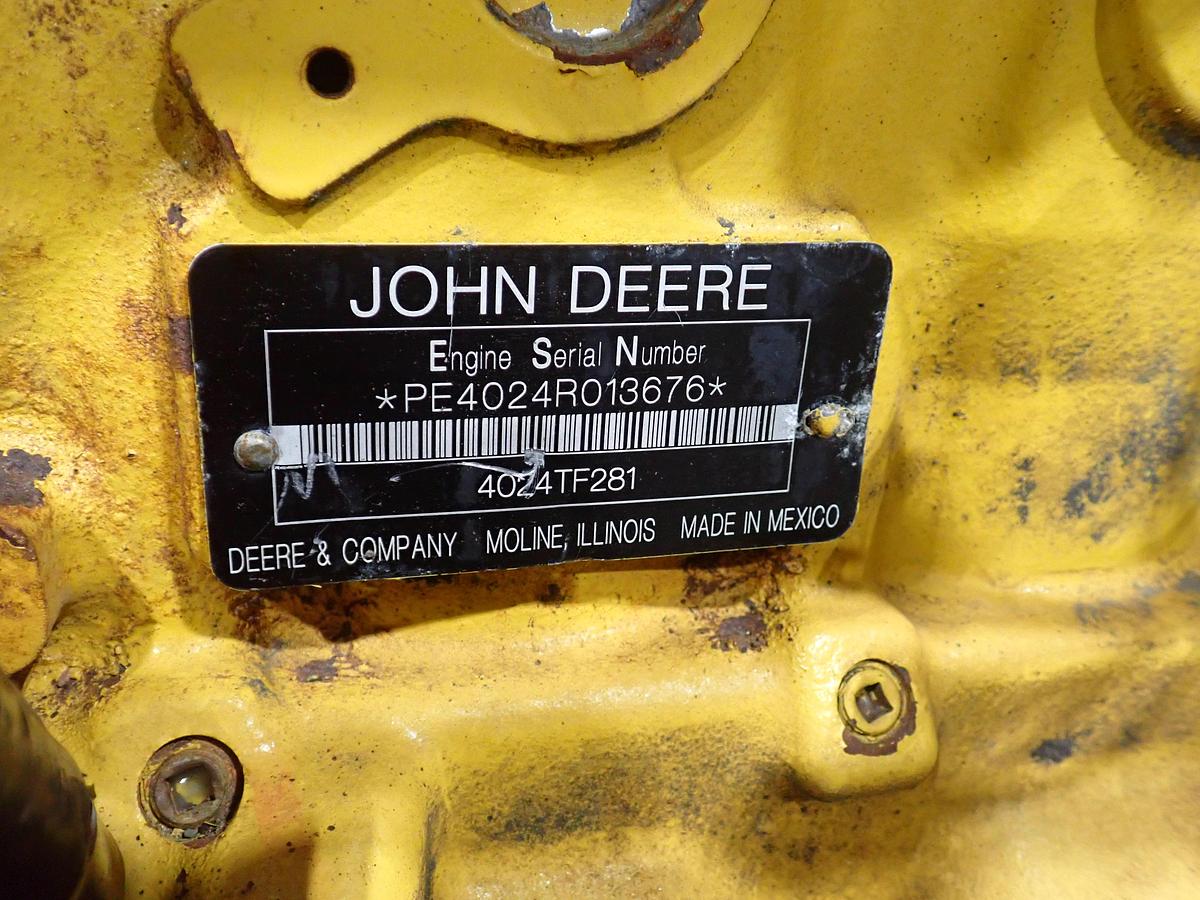 JOHN DEERE
Engine Serial Number
*PE4024R013676*
4024TF281
DEERE & COMPANY MOLINE, ILLINOIS MADE IN MEXICO